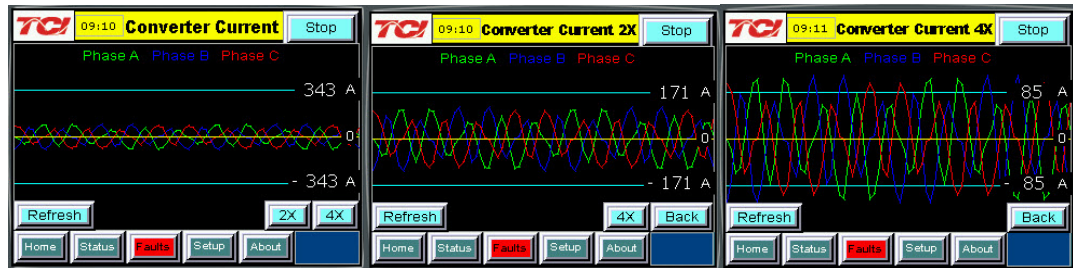 TCI 09:10 Converter Current Stop
Phase A Phase B Phase C
343 A
0
- 343 A
Refresh 2X 4X
Home Status Faults Setup About
TCI 09:10 Converter Current 2X Stop
Phase A Phase B Phase C
171 A
0
- 171 A
Refresh 4X Back
Home Status Faults Setup About
TCI 09:11 Converter Current 4X Stop
Phase A Phase B Phase C
85 A
0
- 85 A
Refresh Back
Home Status Faults Setup About